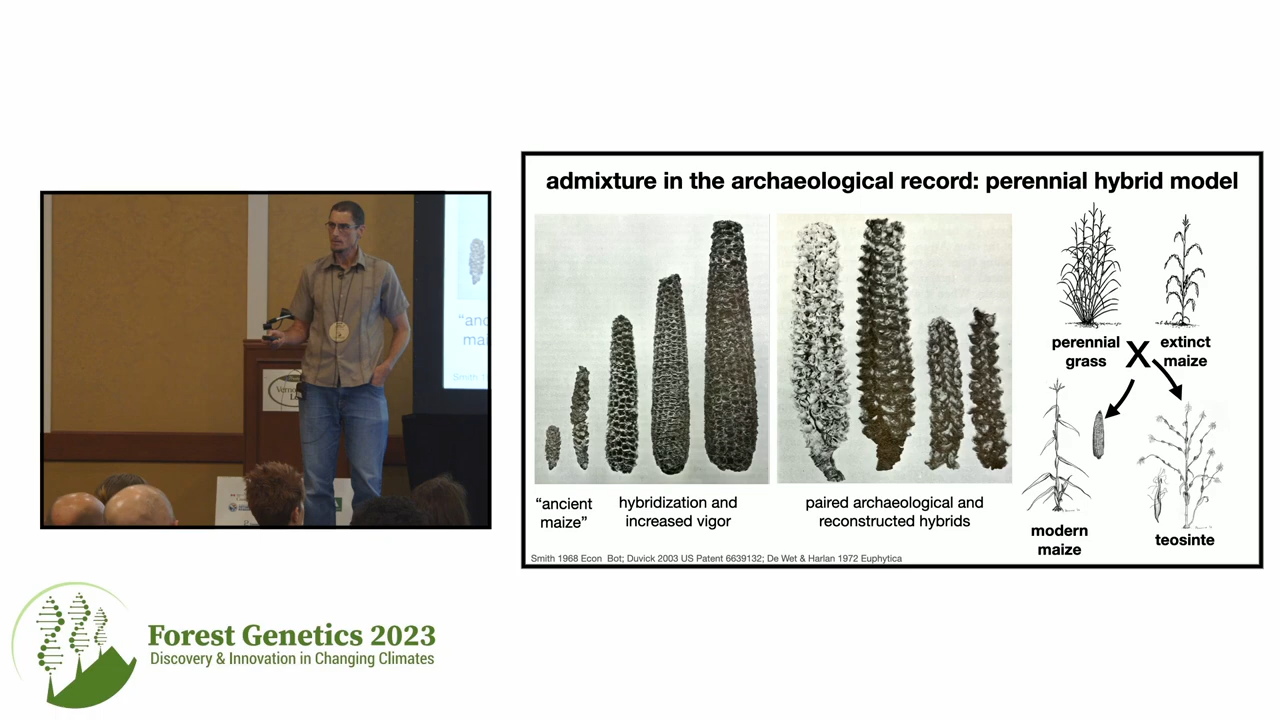 admixture in the archaeological record: perennial hybrid model
"ancient
maize"
hybridization and
increased vigor
paired archaeological and
reconstructed hybrids
perennial
grass
X
extinct
maize
modern
maize
teosinte
Smith 1968 Econ Bot; Duvick 2003 US Patent 6639132; De Wet & Harlan 1972 Euphytica
Forest Genetics 2023
Discovery & Innovation in Changing Climates